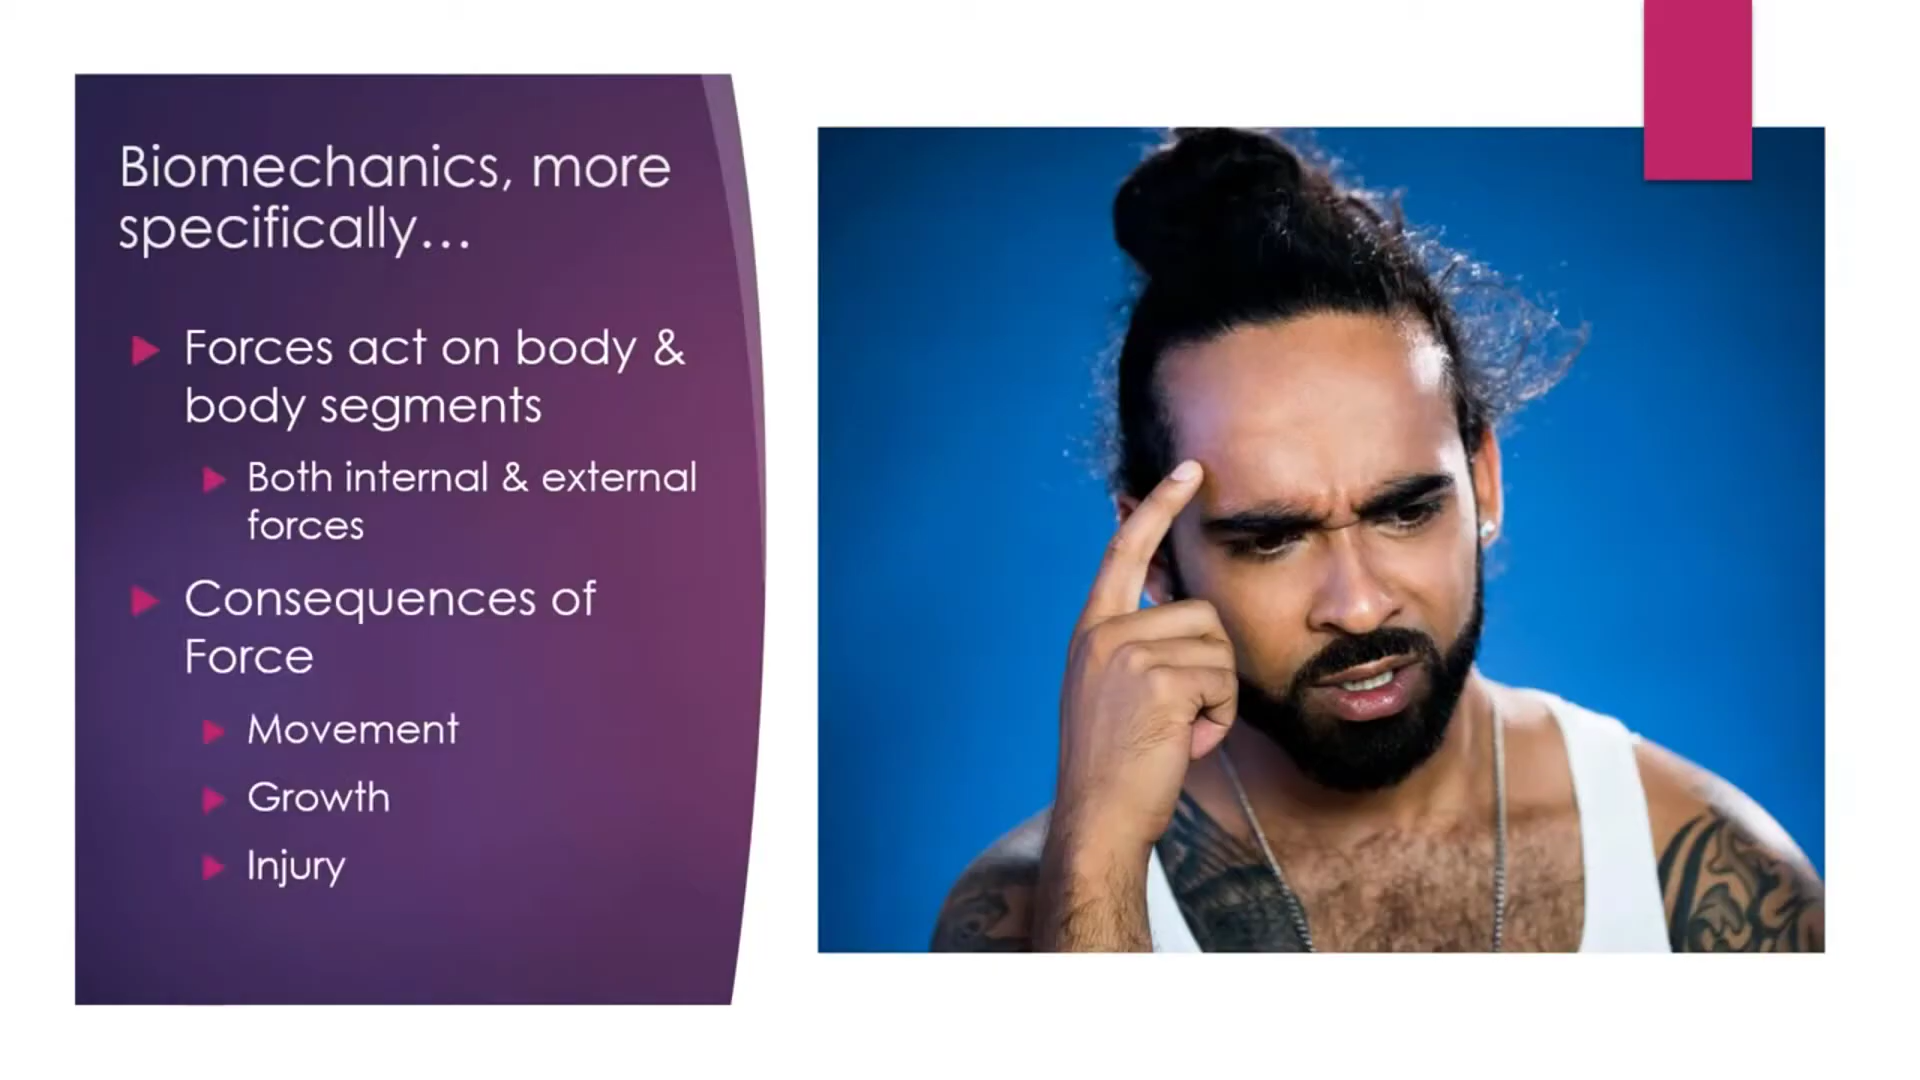 Biomechanics, more
specifically…
Forces act on body &
body segments
Both internal & external
forces
Consequences of
Force
Movement
Growth
Injury